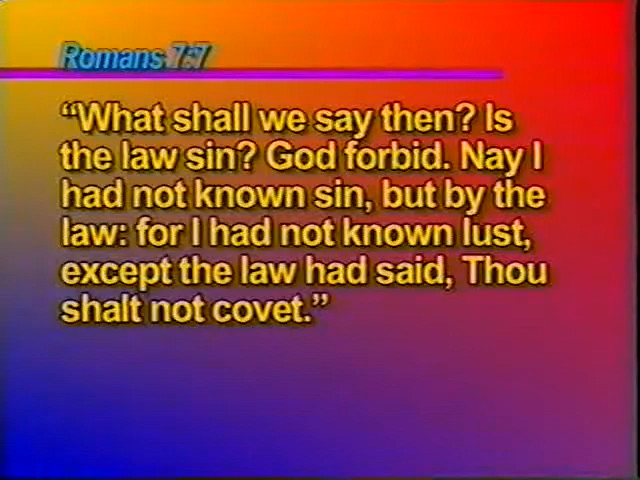 Romans 7:7
“What shall we say then? Is
the law sin? God forbid. Nay I
had not known sin, but by the
law: for I had not known lust,
except the law had said, Thou
shalt not covet.”